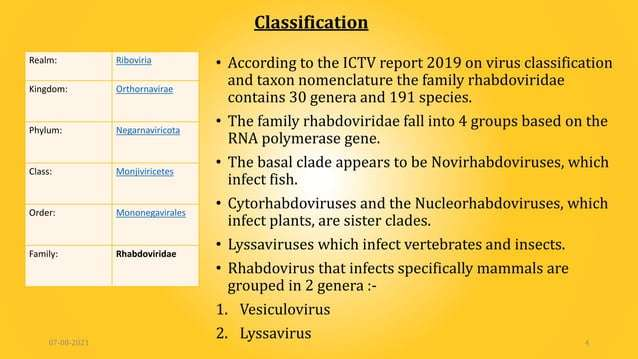 Classification
Realm: Riboviria
Kingdom: Orthornavirae
Phylum: Negarnaviricota
Class: Monjiviricetes
Order: Mononegavirales
Family: Rhabdoviridae
• According to the ICTV report 2019 on virus classification
and taxon nomenclature the family rhabdoviridae
contains 30 genera and 191 species.
• The family rhabdoviridae fall into 4 groups based on the
RNA polymerase gene.
• The basal clade appears to be Novirhabdoviruses, which
infect fish.
• Cytorhabdoviruses and the Nucleorhabdoviruses, which
infect plants, are sister clades.
• Lyssaviruses which infect vertebrates and insects.
• Rhabdovirus that infects specifically mammals are
grouped in 2 genera :-
1. Vesiculovirus
2. Lyssavirus
07-08-2021
4